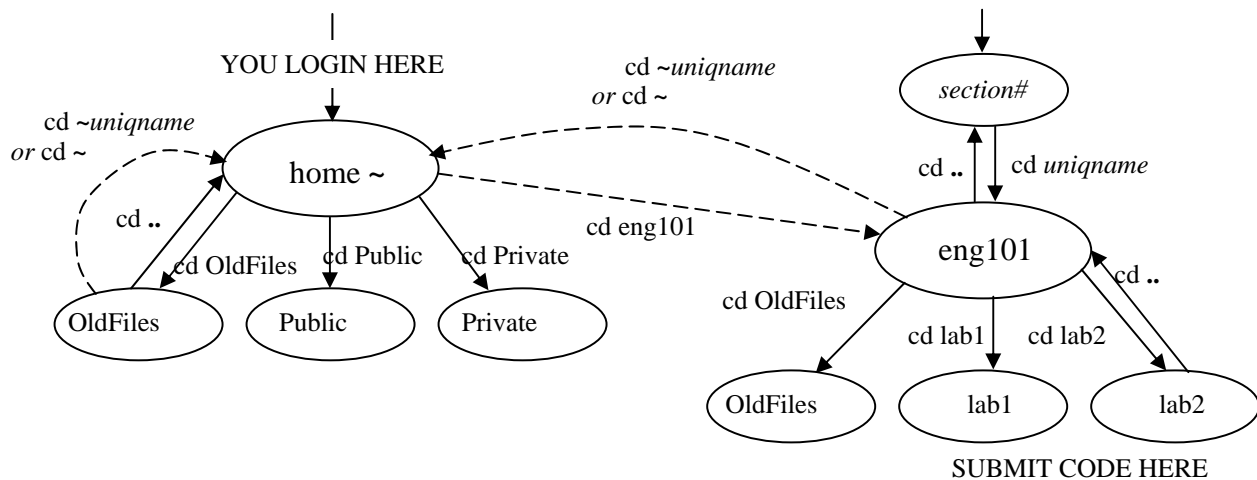 YOU LOGIN HERE
cd ~uniqname
or cd ~
home ~
cd ..
cd OldFiles
cd Public
cd Private
OldFiles
Public
Private
cd ~uniqname
or cd ~
cd eng101
section#
cd ..
cd uniqname
eng101
cd OldFiles
cd lab1
cd lab2
cd ..
OldFiles
lab1
lab2
SUBMIT CODE HERE